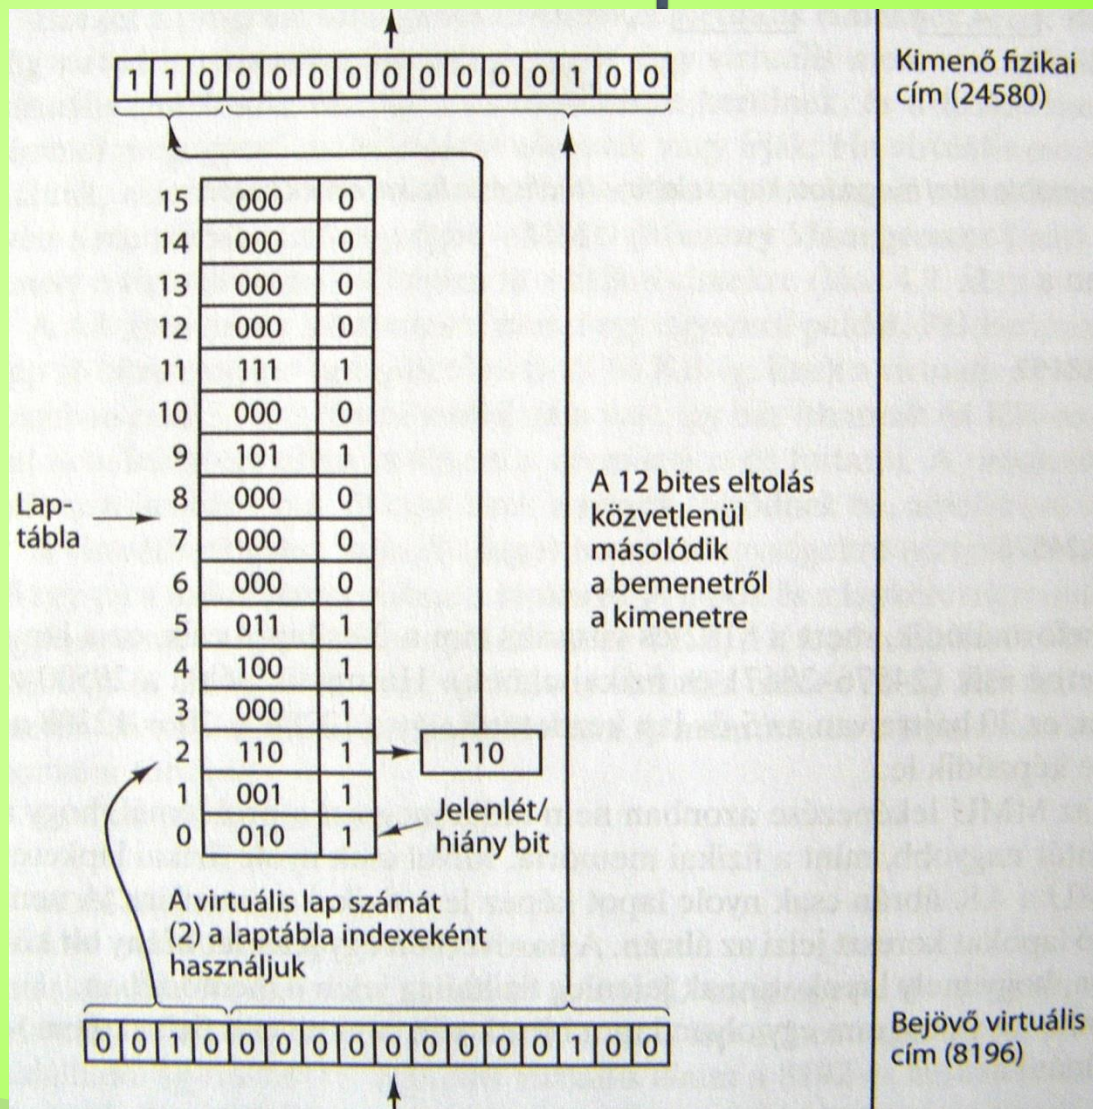 1 1 0 0 0 0 0 0 0 0 0 0 1 0 0
Kimenő fizikai
cím (24580)
15 000 0
14 000 0
13 000 0
12 000 0
11 111 1
10 000 0
9 101 1
8 000 0
7 000 0
6 000 0
5 011 1
4 100 1
3 000 1
2 110 1 110
1 001 1
0 010 1
Lap-
tábla
A 12 bites eltolás
közvetlenül
másolódik
a bemenetről
a kimenetre
Jelenlét/
hiány bit
A virtuális lap számát
(2) a laptábla indexeként
használjuk
0 0 1 0 0 0 0 0 0 0 0 0 0 1 0 0
Bejövő virtuális
cím (8196)